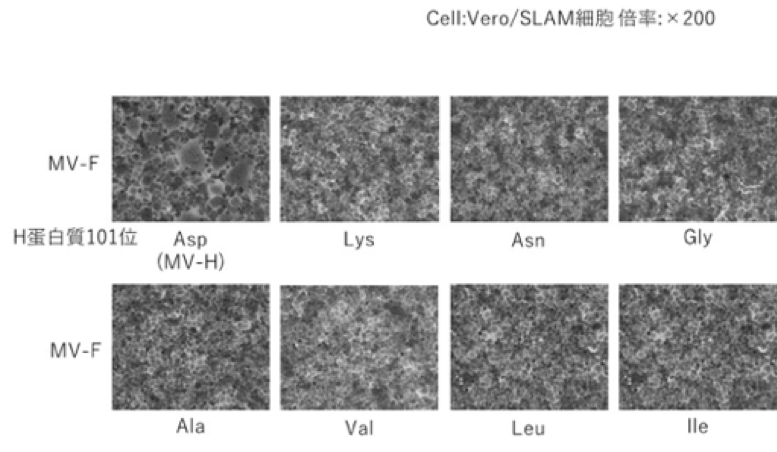 Cell:Vero/SLAM細胞 倍率:×200
MV-F
H蛋白質101位 Asp Lys Asn Gly
(MV-H)
MV-F
Ala Val Leu Ile